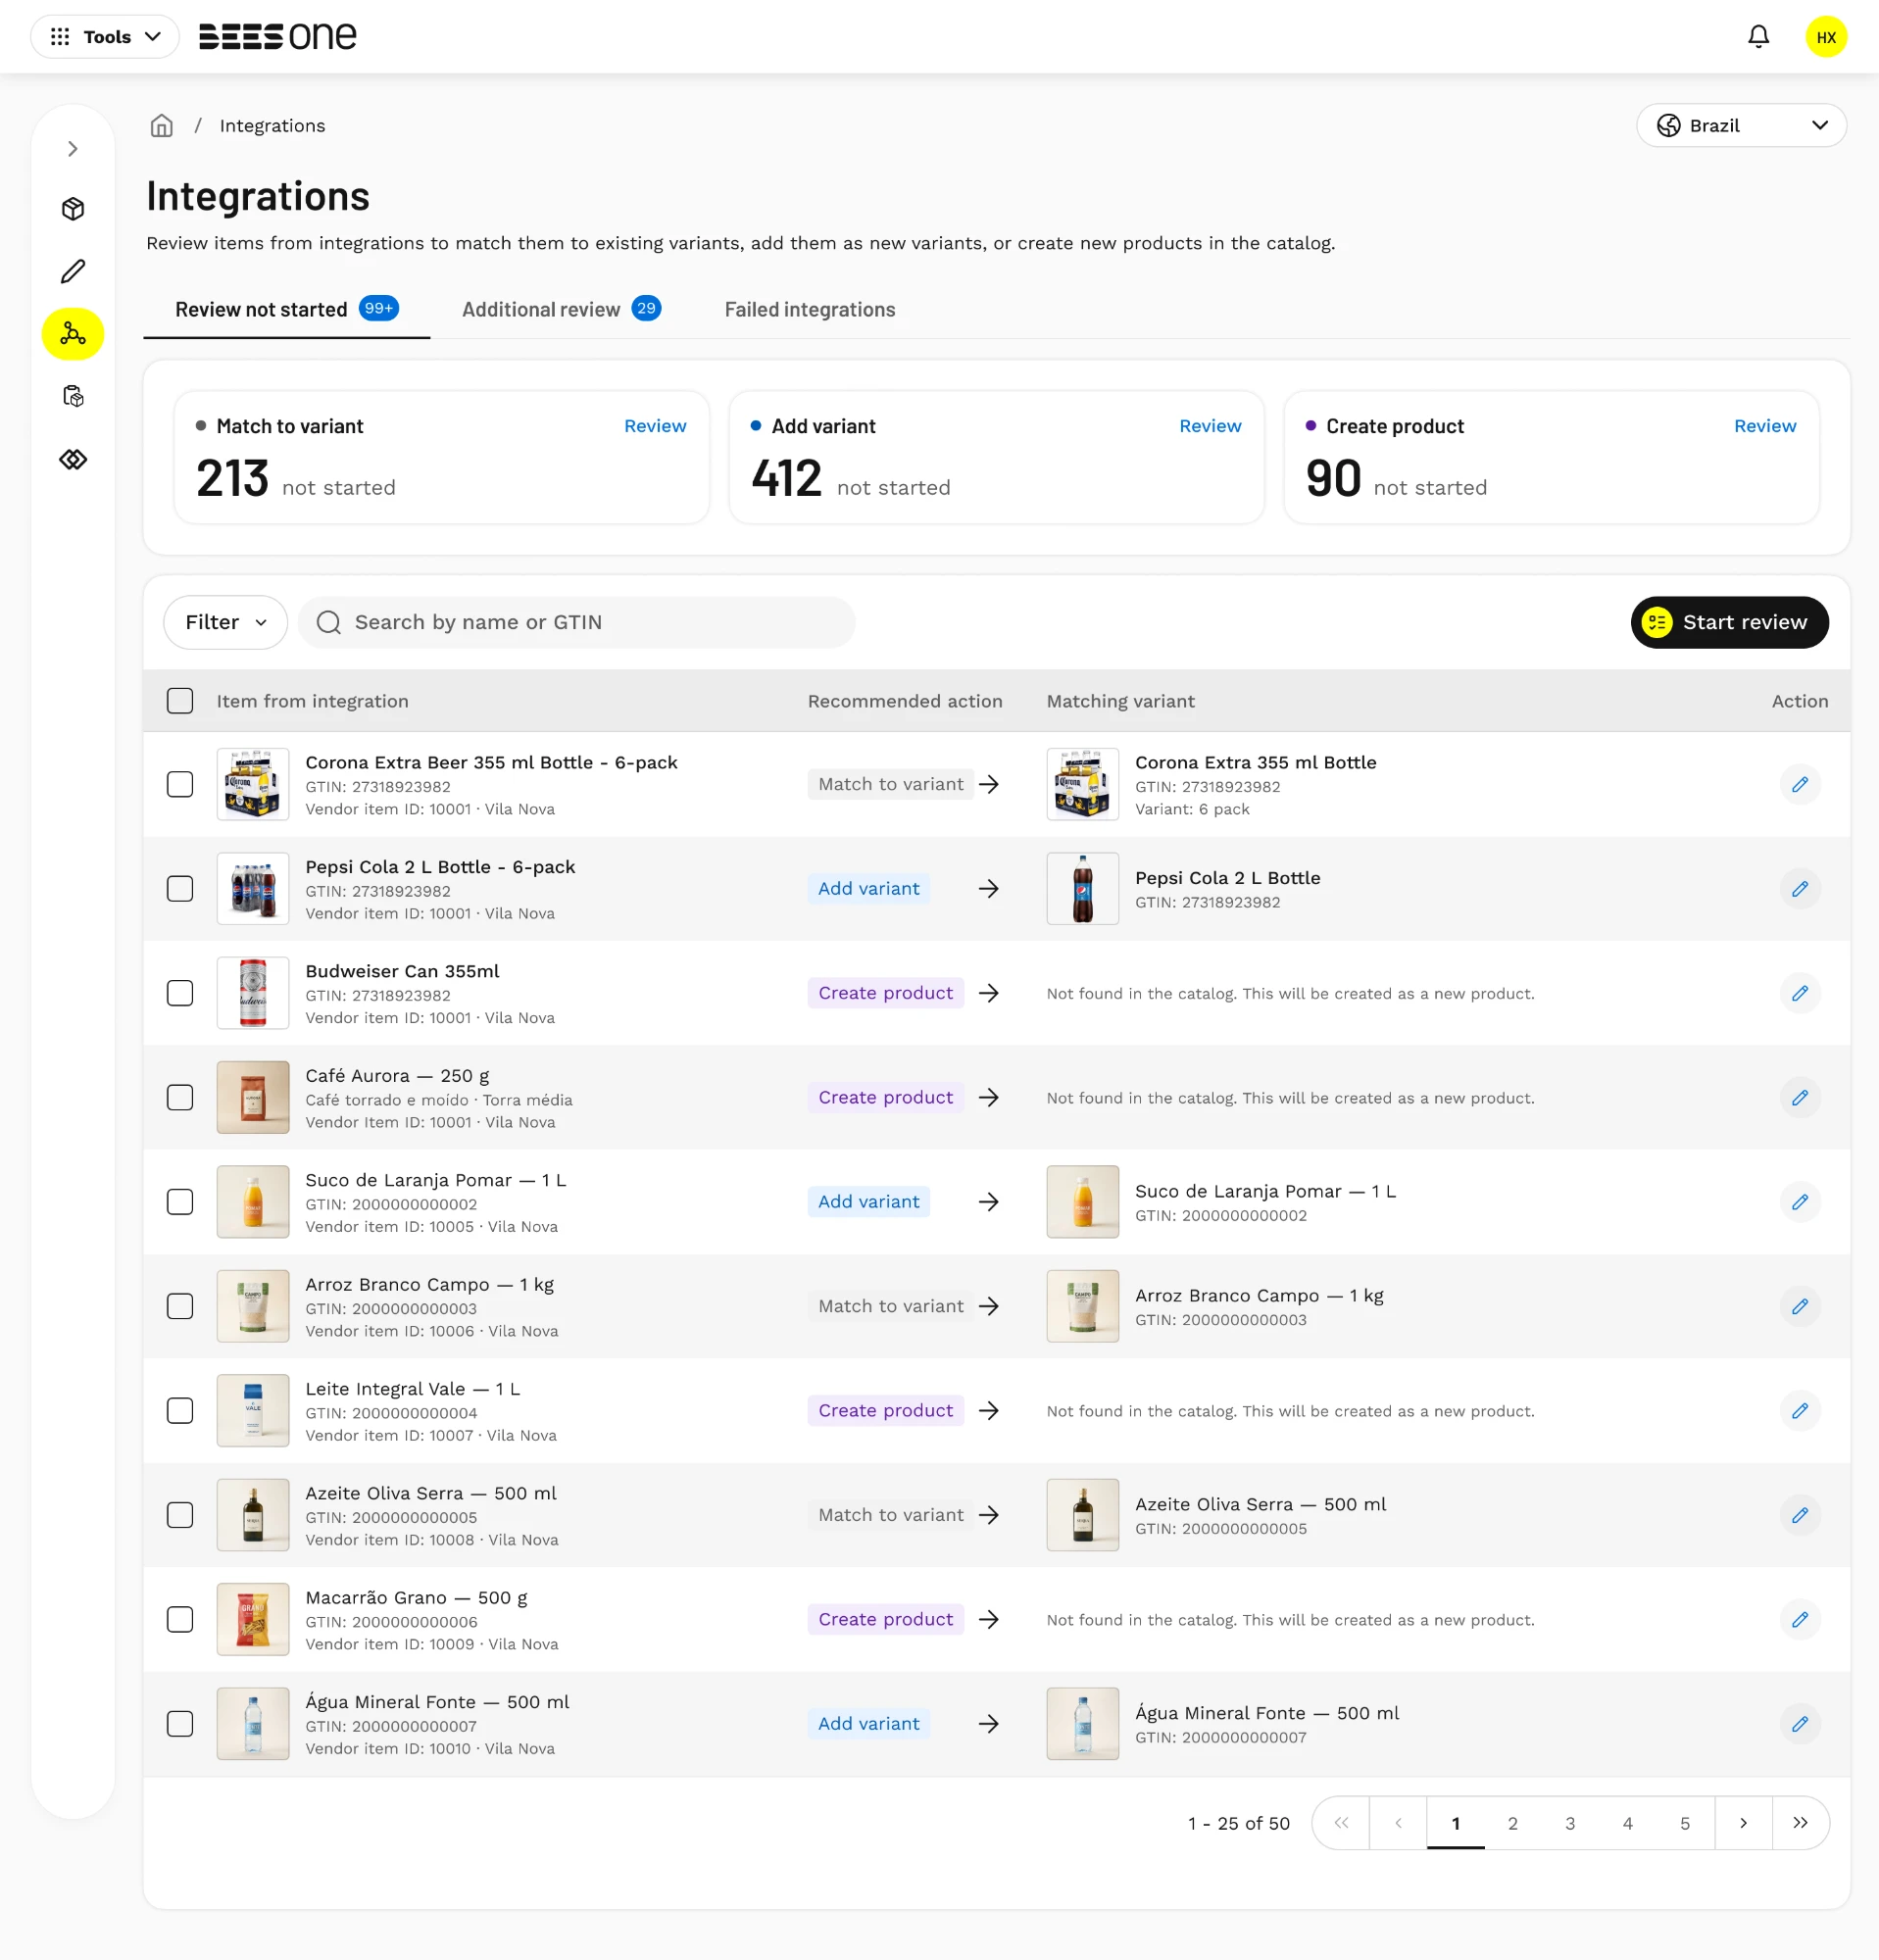 Tools
BEES one
HX
/ Integrations
Brazil
Integrations
Review items from integrations to match them to existing variants, add them as new variants, or create new products in the catalog.
Review not started 99+
Additional review 29
Failed integrations
Match to variant Review
213 not started
Add variant Review
412 not started
Create product Review
90 not started
Filter
Search by name or GTIN
Start review
Item from integration Recommended action Matching variant Action
Corona Extra Beer 355 ml Bottle - 6-pack
GTIN: 27318923982
Vendor item ID: 10001 · Vila Nova
Match to variant
Corona Extra 355 ml Bottle
GTIN: 27318923982
Variant: 6 pack
Pepsi Cola 2 L Bottle - 6-pack
GTIN: 27318923982
Vendor item ID: 10001 · Vila Nova
Add variant
Pepsi Cola 2 L Bottle
GTIN: 27318923982
Budweiser Can 355ml
GTIN: 27318923982
Vendor item ID: 10001 · Vila Nova
Create product
Not found in the catalog. This will be created as a new product.
Café Aurora — 250 g
Café torrado e moído · Torra média
Vendor Item ID: 10001 · Vila Nova
Create product
Not found in the catalog. This will be created as a new product.
Suco de Laranja Pomar — 1 L
GTIN: 2000000000002
Vendor item ID: 10005 · Vila Nova
Add variant
Suco de Laranja Pomar — 1 L
GTIN: 2000000000002
Arroz Branco Campo — 1 kg
GTIN: 2000000000003
Vendor item ID: 10006 · Vila Nova
Match to variant
Arroz Branco Campo — 1 kg
GTIN: 2000000000003
Leite Integral Vale — 1 L
GTIN: 2000000000004
Vendor item ID: 10007 · Vila Nova
Create product
Not found in the catalog. This will be created as a new product.
Azeite Oliva Serra — 500 ml
GTIN: 2000000000005
Vendor item ID: 10008 · Vila Nova
Match to variant
Azeite Oliva Serra — 500 ml
GTIN: 2000000000005
Macarrão Grano — 500 g
GTIN: 2000000000006
Vendor item ID: 10009 · Vila Nova
Create product
Not found in the catalog. This will be created as a new product.
Água Mineral Fonte — 500 ml
GTIN: 2000000000007
Vendor item ID: 10010 · Vila Nova
Add variant
Água Mineral Fonte — 500 ml
GTIN: 2000000000007
1 - 25 of 50
1 2 3 4 5